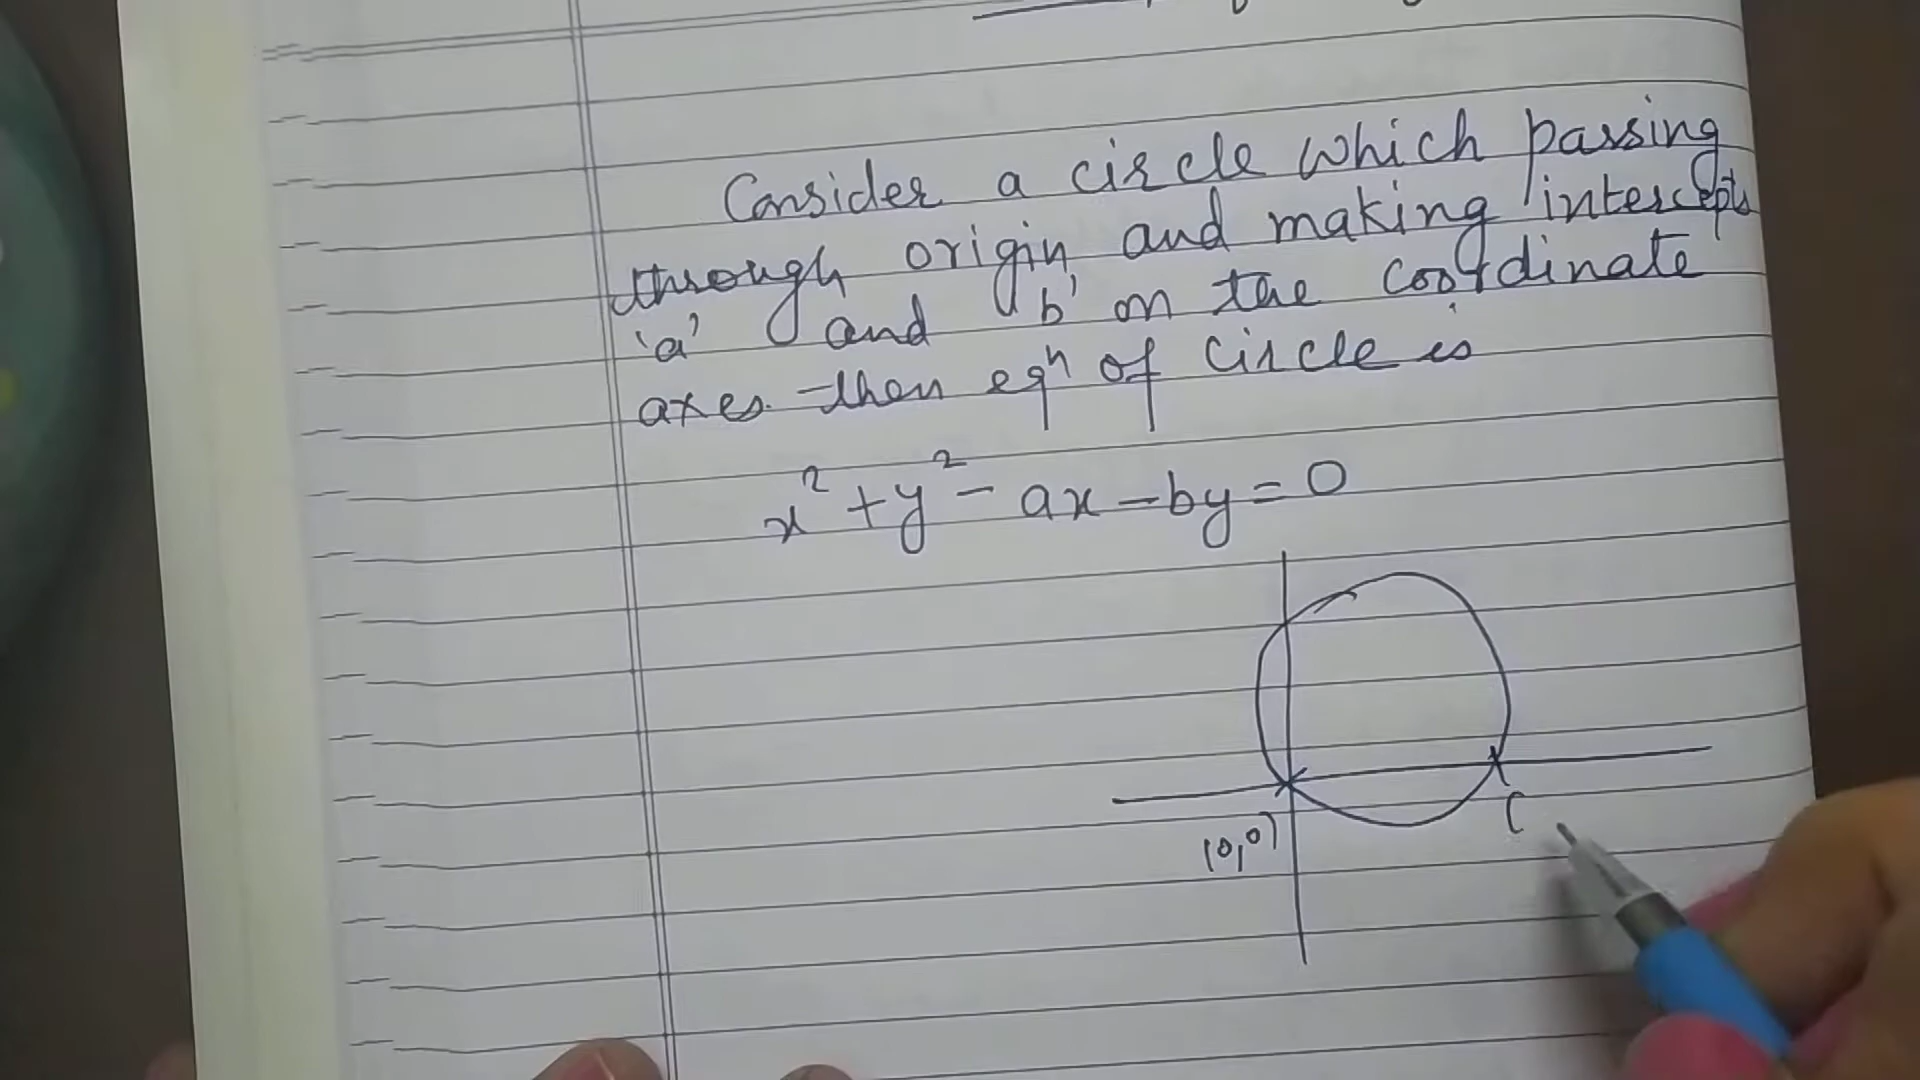 Consider a circle which passing
through origin and making intercepts
'a' and 'b' on the coordinate
axes. then eqⁿ of circle is
x² + y² - ax - by = 0
(0,0)
(